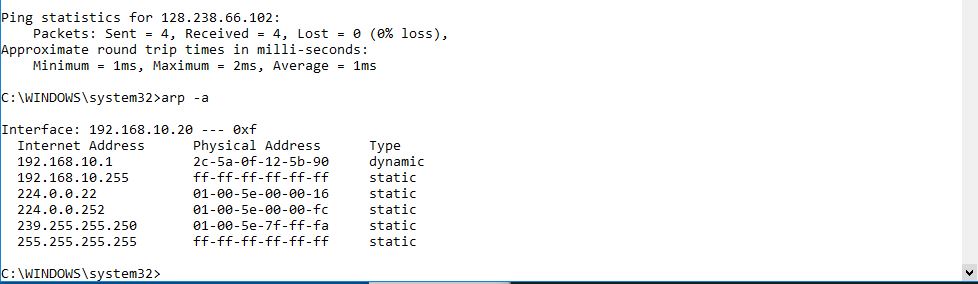 Ping statistics for 128.238.66.102:
    Packets: Sent = 4, Received = 4, Lost = 0 (0% loss),
Approximate round trip times in milli-seconds:
    Minimum = 1ms, Maximum = 2ms, Average = 1ms
C:\WINDOWS\system32>arp -a
Interface: 192.168.10.20 --- 0xf
  Internet Address      Physical Address      Type
  192.168.10.1          2c-5a-0f-12-5b-90     dynamic
  192.168.10.255        ff-ff-ff-ff-ff-ff     static
  224.0.0.22            01-00-5e-00-00-16     static
  224.0.0.252           01-00-5e-00-00-fc     static
  239.255.255.250       01-00-5e-7f-ff-fa     static
  255.255.255.255       ff-ff-ff-ff-ff-ff     static
C:\WINDOWS\system32>